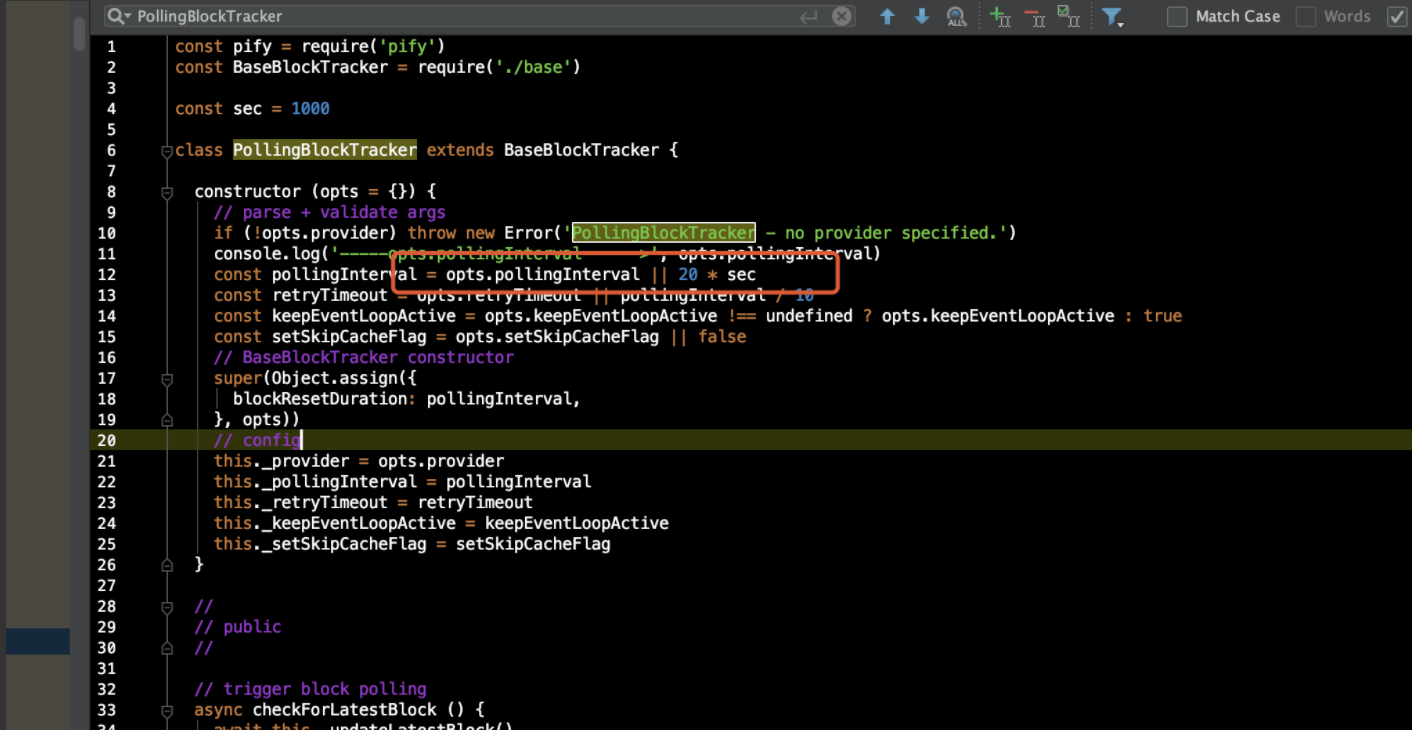 PollingBlockTracker
ALL
Match Case
Words
1 const pify = require('pify')
2 const BaseBlockTracker = require('./base')
3
4 const sec = 1000
5
6 class PollingBlockTracker extends BaseBlockTracker {
7
8 constructor (opts = {}) {
9 // parse + validate args
10 if (!opts.provider) throw new Error('PollingBlockTracker - no provider specified.')
11 console.log('-----opts.pollingInterval ----->', opts.pollingInterval)
12 const pollingInterval = opts.pollingInterval || 20 * sec
13 const retryTimeout = opts.retryTimeout || pollingInterval / 10
14 const keepEventLoopActive = opts.keepEventLoopActive !== undefined ? opts.keepEventLoopActive : true
15 const setSkipCacheFlag = opts.setSkipCacheFlag || false
16 // BaseBlockTracker constructor
17 super(Object.assign({
18 blockResetDuration: pollingInterval,
19 }, opts))
20 // config
21 this._provider = opts.provider
22 this._pollingInterval = pollingInterval
23 this._retryTimeout = retryTimeout
24 this._keepEventLoopActive = keepEventLoopActive
25 this._setSkipCacheFlag = setSkipCacheFlag
26 }
27
28 //
29 // public
30 //
31
32 // trigger block polling
33 async checkForLatestBlock () {
34 await this._updateLatestBlock()